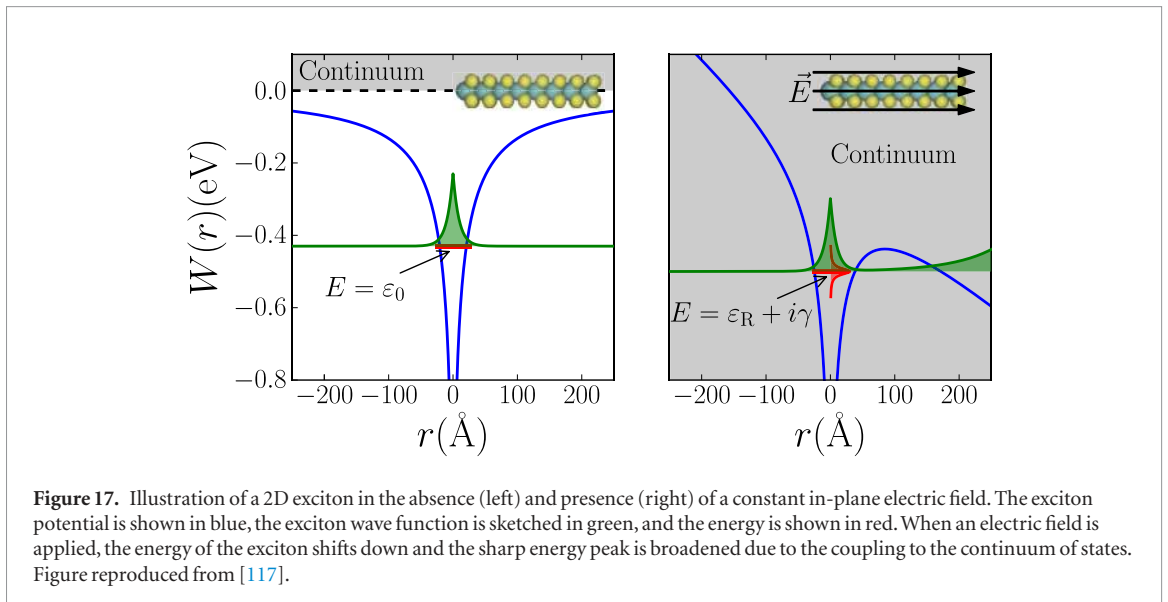 Continuum
0.0
−0.2
−0.4
−0.6
−0.8
W(r)(eV)
E = ε₀
−200 −100 0 100 200
r(Å)
E⃗
Continuum
E = ε_R + iγ
−200 −100 0 100 200
r(Å)
Figure 17. Illustration of a 2D exciton in the absence (left) and presence (right) of a constant in-plane electric field. The exciton
potential is shown in blue, the exciton wave function is sketched in green, and the energy is shown in red. When an electric field is
applied, the energy of the exciton shifts down and the sharp energy peak is broadened due to the coupling to the continuum of states.
Figure reproduced from [117].